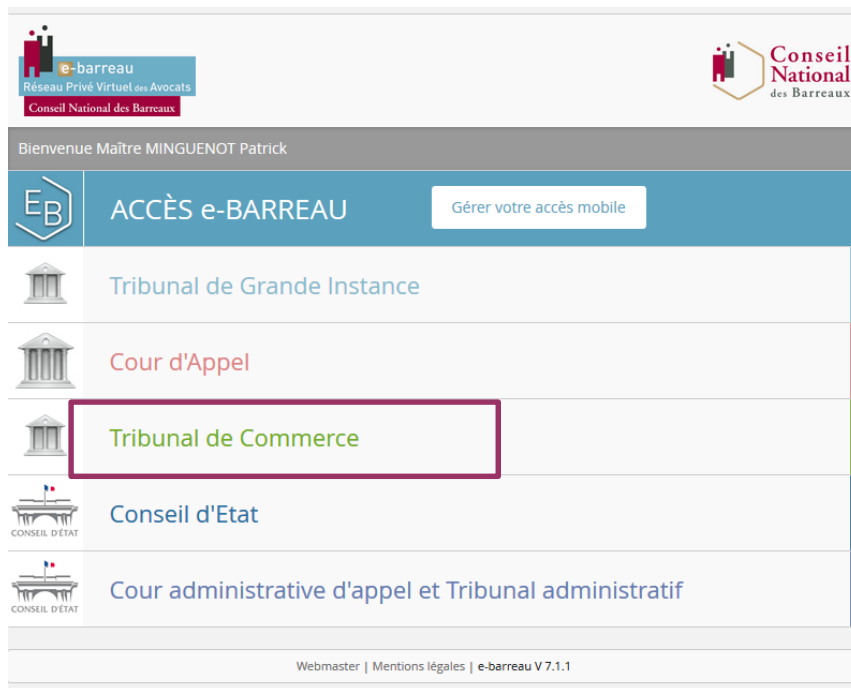 e-barreau
Réseau Privé Virtuel des Avocats
Conseil National des Barreaux
Conseil
National
des Barreaux
Bienvenue Maître MINGUENOT Patrick
EB
ACCÈS e-BARREAU
Gérer votre accès mobile
Tribunal de Grande Instance
Cour d'Appel
Tribunal de Commerce
CONSEIL D'ÉTAT
Conseil d'Etat
CONSEIL D'ÉTAT
Cour administrative d'appel et Tribunal administratif
Webmaster | Mentions légales | e-barreau V 7.1.1